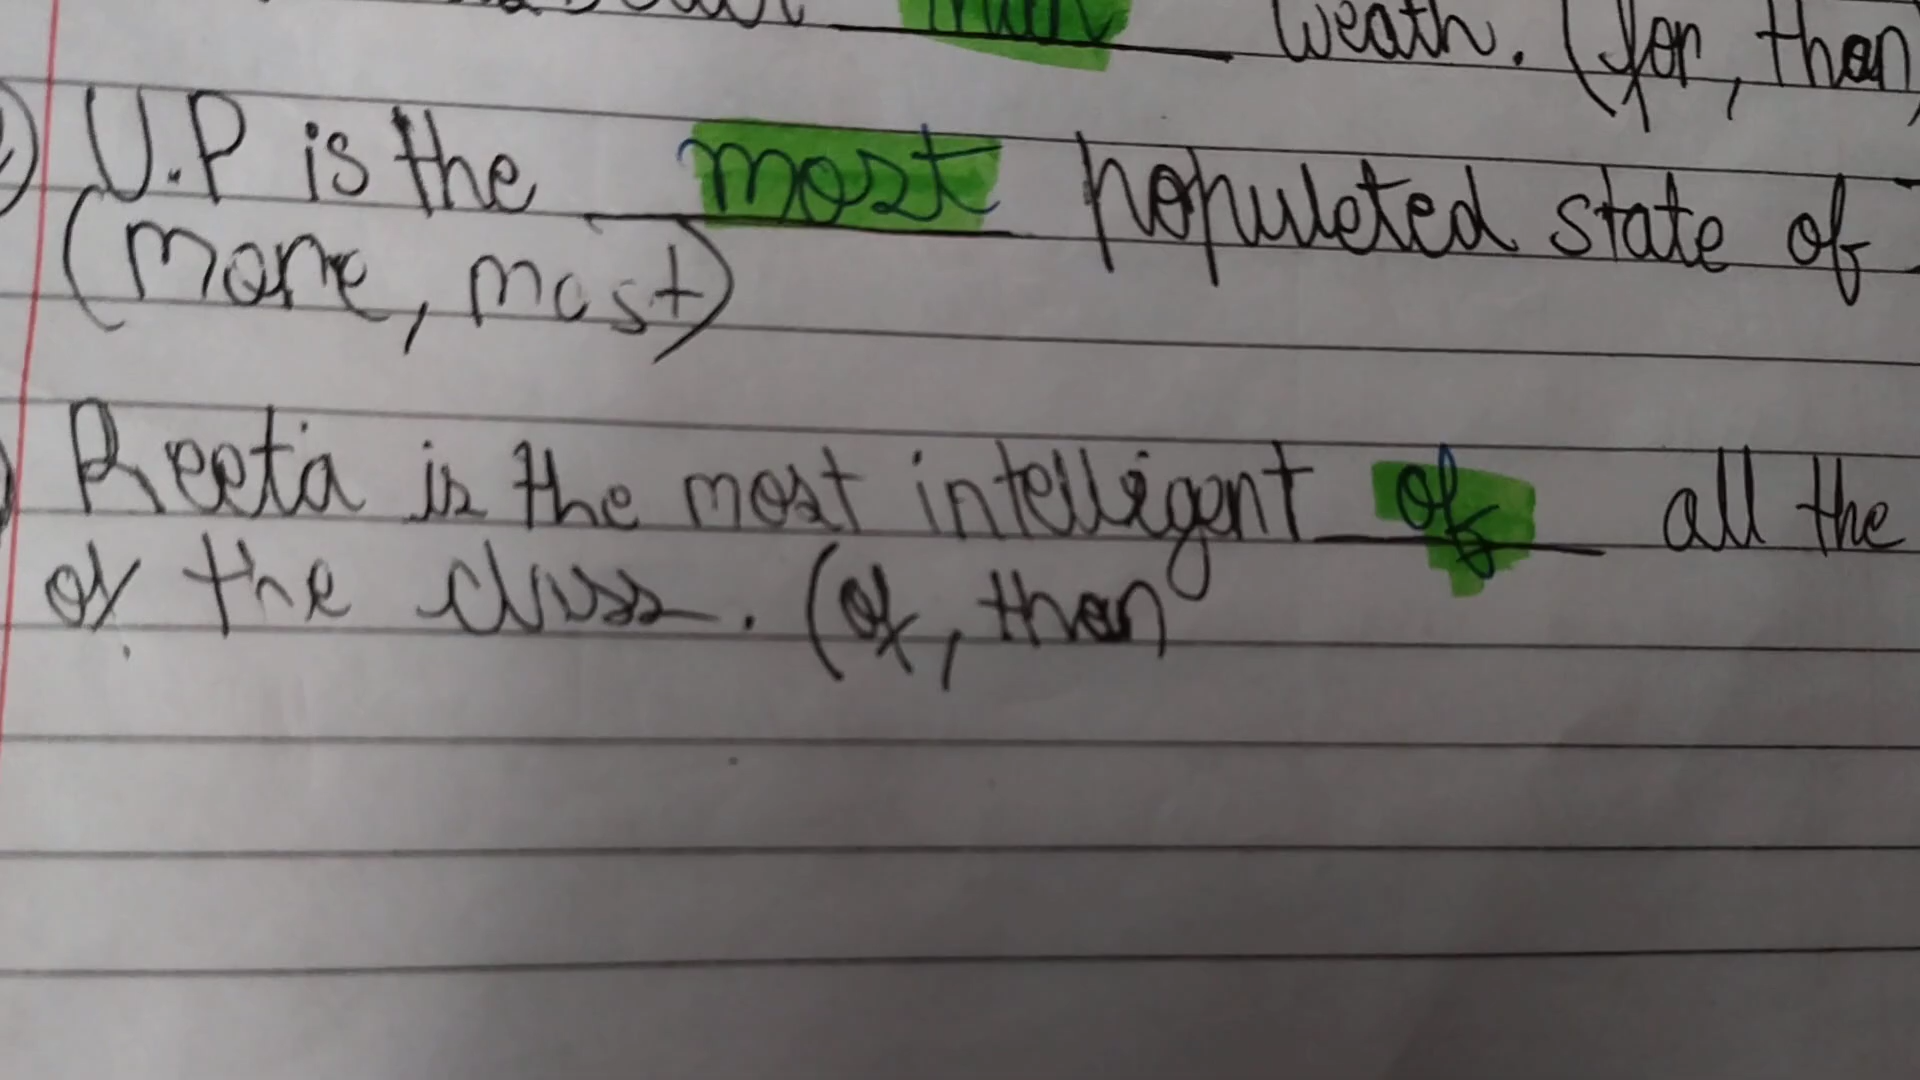 than weath. (for, than
U.P is the most populeted state of
(more, most)
Reeta is the most intelligent of all the
of the class. (of, than